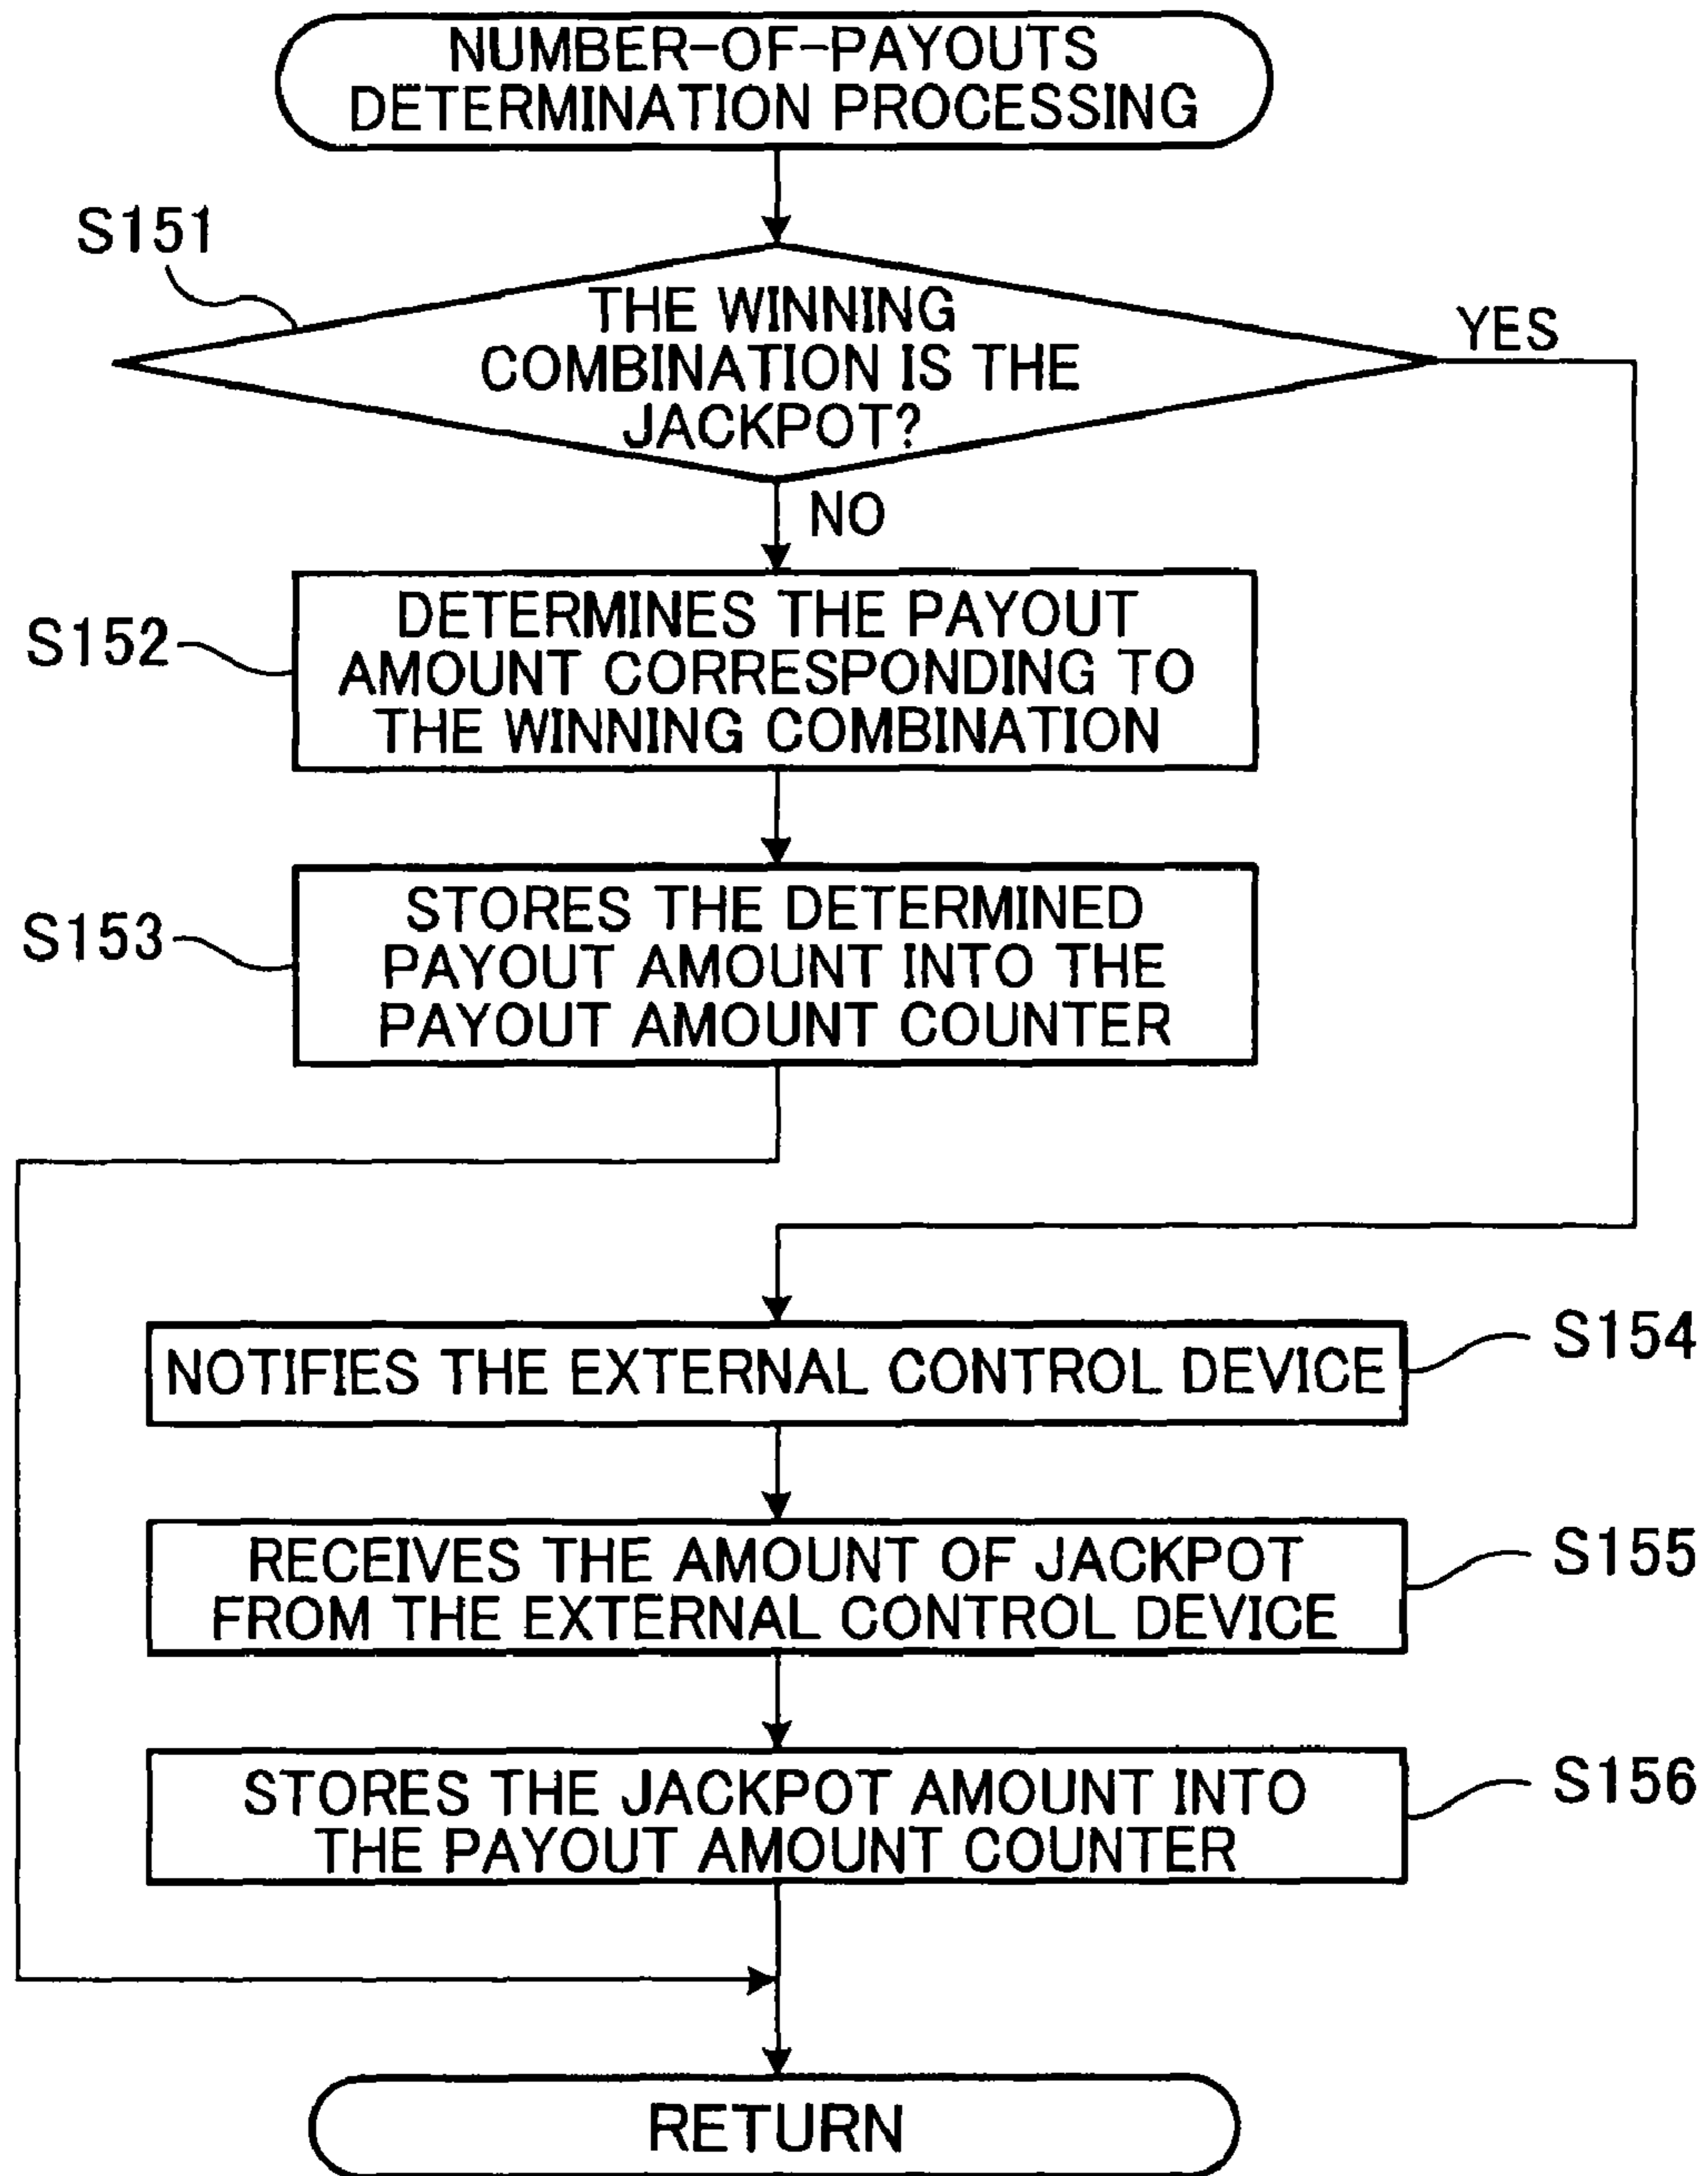 NUMBER-OF-PAYOUTS
DETERMINATION PROCESSING
S151
THE WINNING
COMBINATION IS THE
JACKPOT?
YES
NO
S152
DETERMINES THE PAYOUT
AMOUNT CORRESPONDING TO
THE WINNING COMBINATION
S153
STORES THE DETERMINED
PAYOUT AMOUNT INTO THE
PAYOUT AMOUNT COUNTER
NOTIFIES THE EXTERNAL CONTROL DEVICE
S154
RECEIVES THE AMOUNT OF JACKPOT
FROM THE EXTERNAL CONTROL DEVICE
S155
STORES THE JACKPOT AMOUNT INTO
THE PAYOUT AMOUNT COUNTER
S156
RETURN